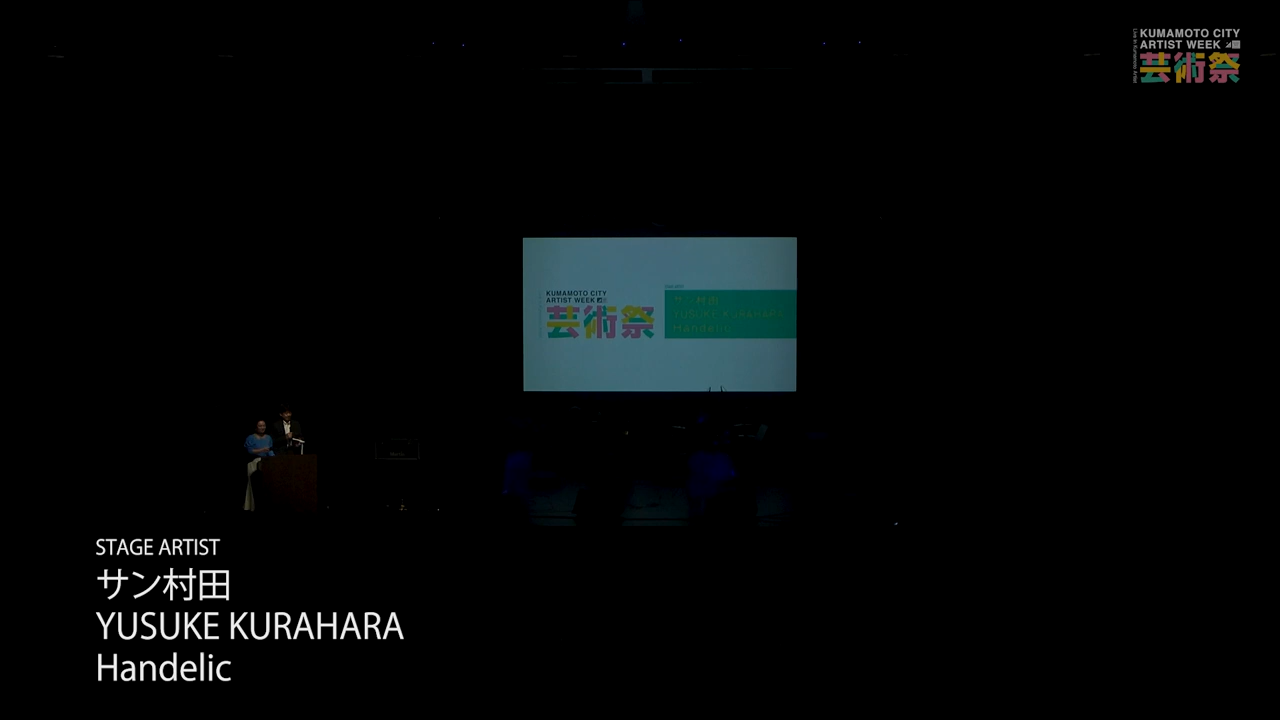 KUMAMOTO CITY
ARTIST WEEK
芸術祭
KUMAMOTO CITY
ARTIST WEEK
芸術祭
サン村田
YUSUKE KURAHARA
Handelic
STAGE ARTIST
サン村田
YUSUKE KURAHARA
Handelic